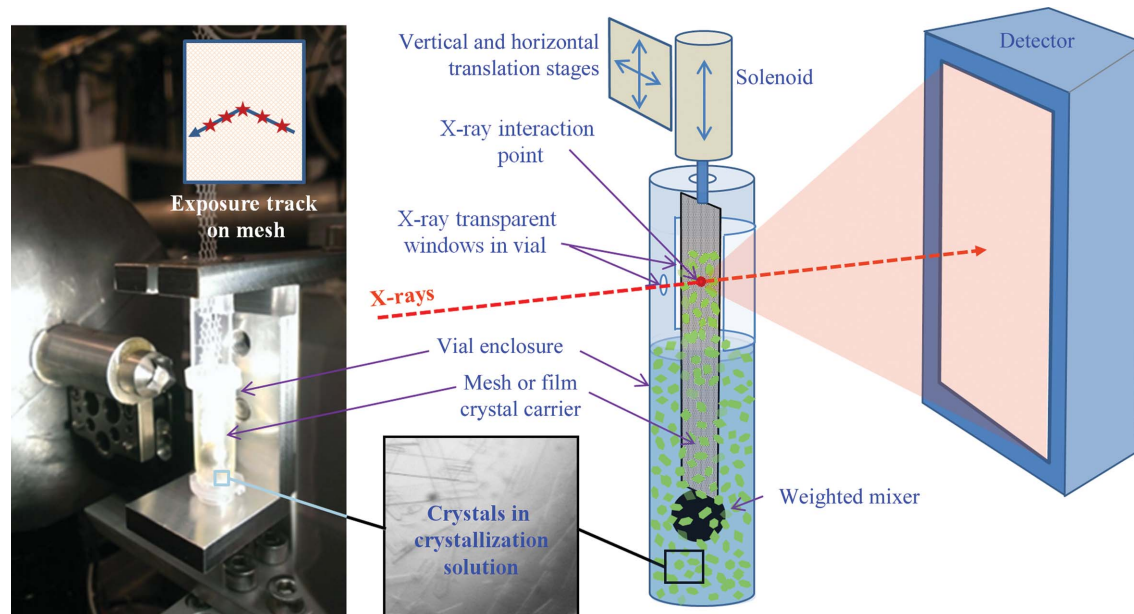 Exposure track
on mesh
Vertical and horizontal
translation stages
Solenoid
Detector
X-ray interaction
point
X-ray transparent
windows in vial
X-rays
Vial enclosure
Mesh or film
crystal carrier
Weighted mixer
Crystals in
crystallization
solution